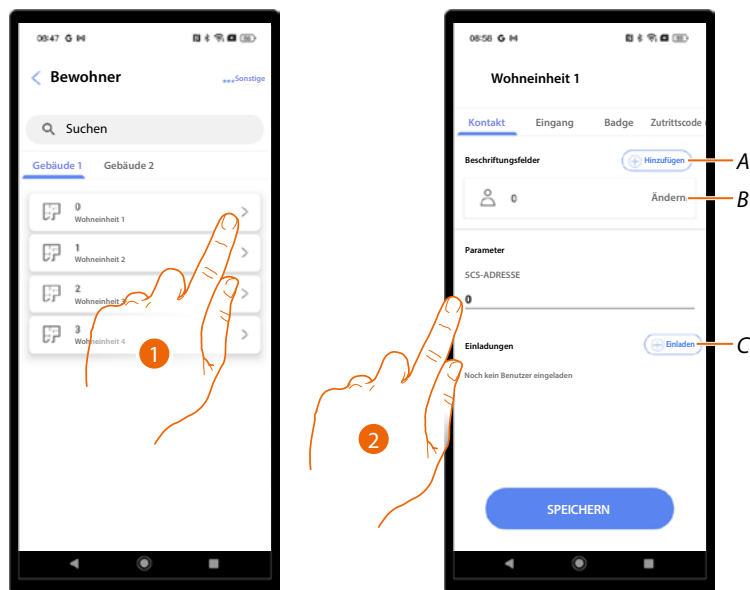 08:47 G
Bewohner
Sonstige
Suchen
Gebäude 1 Gebäude 2
0
Wohneinheit 1
1
Wohneinheit 2
2
Wohneinheit 3
3
Wohneinheit 4
1
08:58 G
Wohneinheit 1
Kontakt Eingang Badge Zutrittscode
Beschriftungsfelder Hinzufügen A
0 Ändern B
Parameter
SCS-ADRESSE
0
Einladungen Einladen C
Noch kein Benutzer eingeladen
2
SPEICHERN